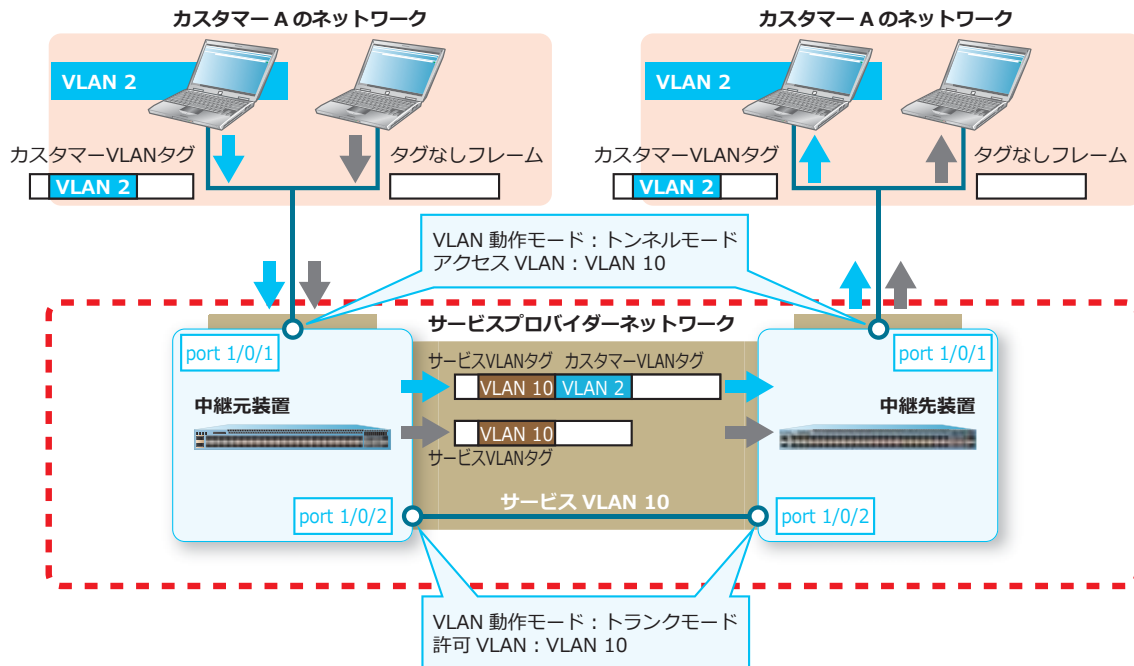 カスタマー A のネットワーク
カスタマー A のネットワーク
VLAN 2
VLAN 2
カスタマーVLANタグ
タグなしフレーム
カスタマーVLANタグ
タグなしフレーム
VLAN 2
VLAN 2
VLAN 動作モード：トンネルモード
アクセス VLAN：VLAN 10
サービスプロバイダーネットワーク
port 1/0/1
port 1/0/1
サービスVLANタグ カスタマーVLANタグ
VLAN 10 VLAN 2
中継元装置
中継先装置
VLAN 10
サービスVLANタグ
サービス VLAN 10
port 1/0/2
port 1/0/2
VLAN 動作モード：トランクモード
許可 VLAN：VLAN 10